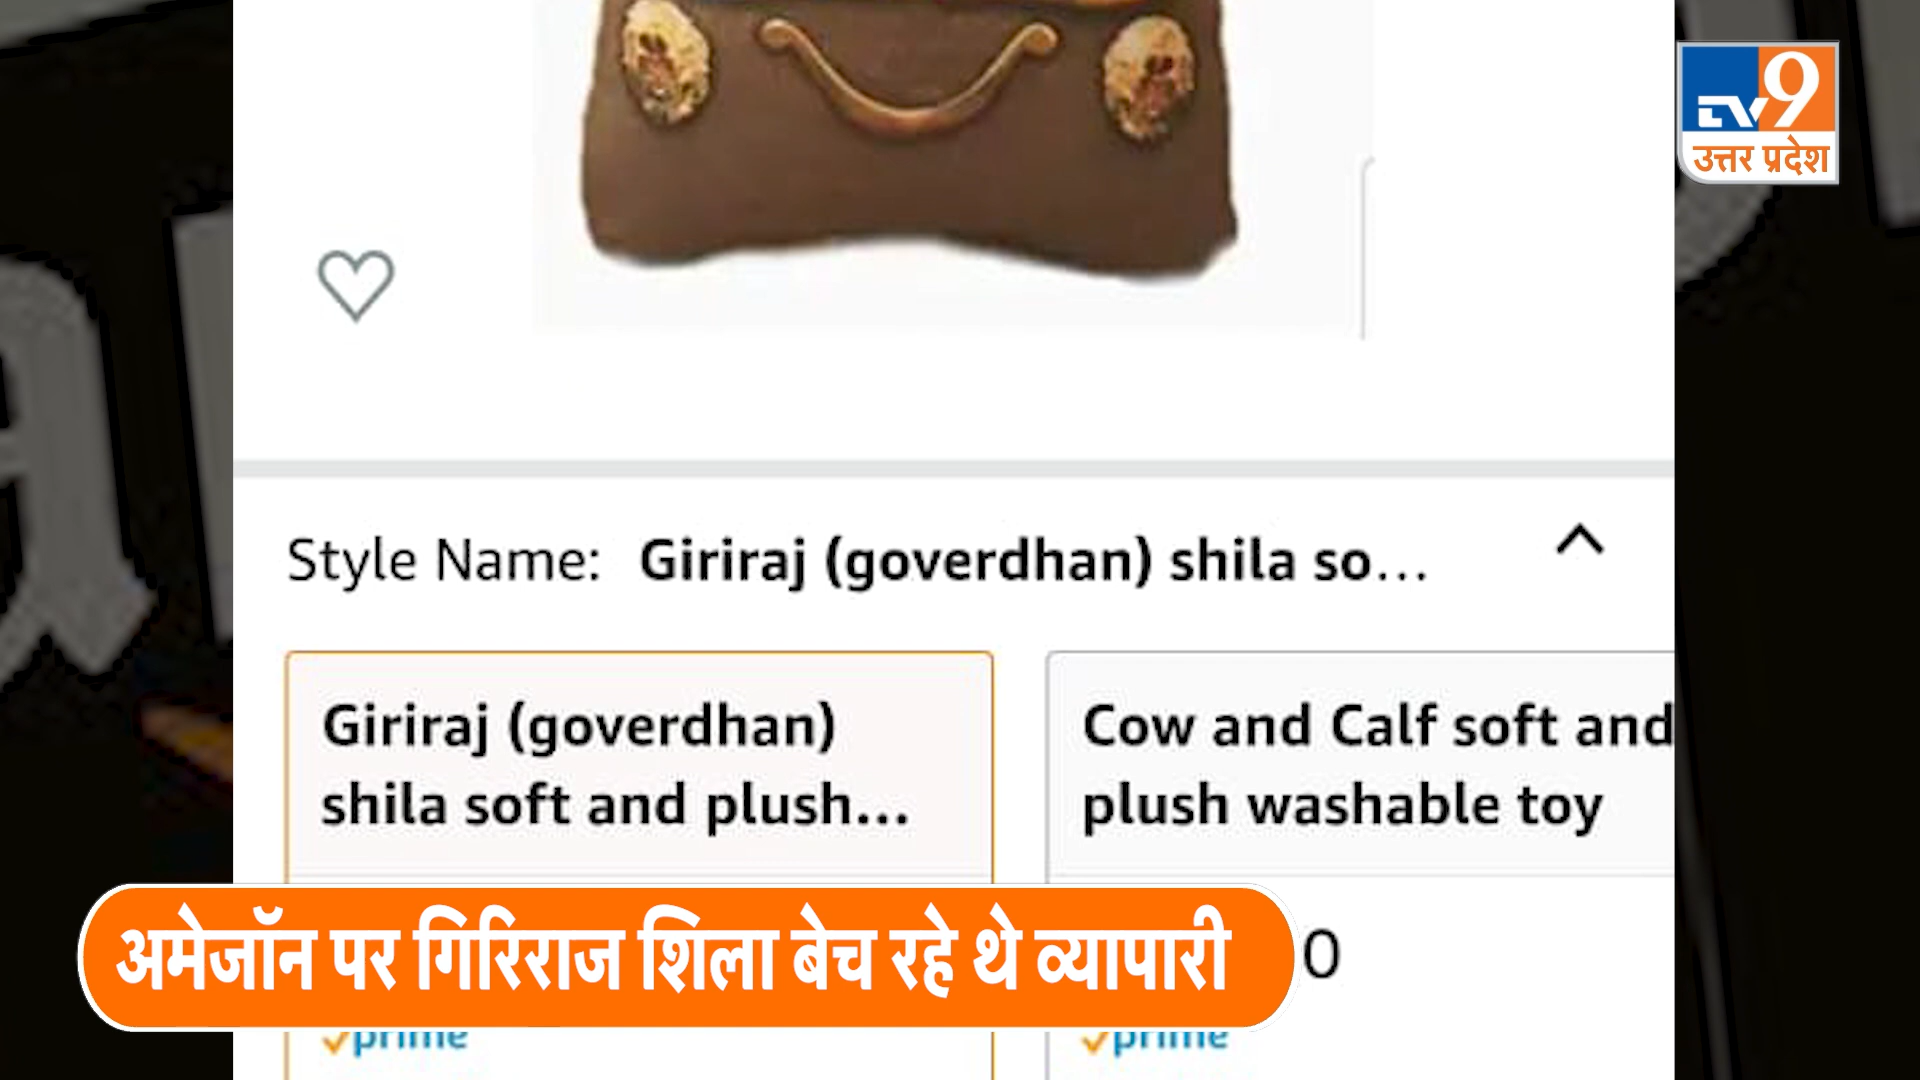 TV9
उत्तर प्रदेश
Style Name: Giriraj (goverdhan) shila so...
Giriraj (goverdhan)
shila soft and plush...
Cow and Calf soft and
plush washable toy
अमेजॉन पर गिरिराज शिला बेच रहे थे व्यापारी
0
prime
prime